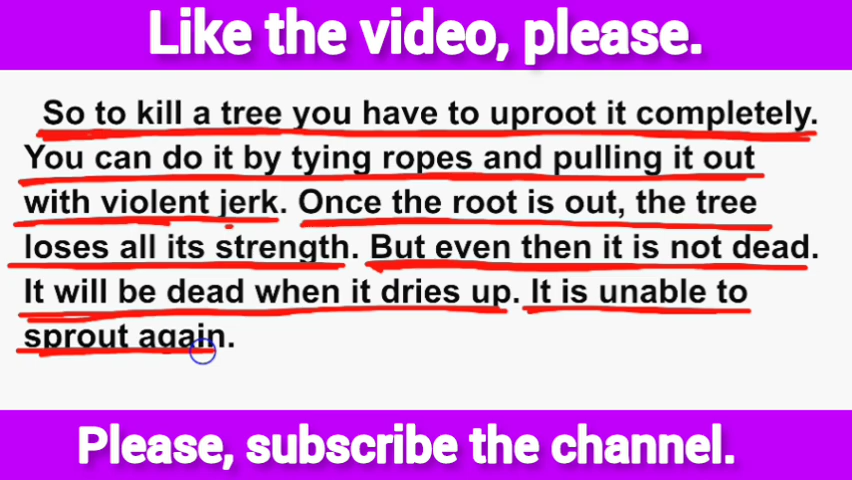 Like the video, please.
So to kill a tree you have to uproot it completely.
You can do it by tying ropes and pulling it out
with violent jerk. Once the root is out, the tree
loses all its strength. But even then it is not dead.
It will be dead when it dries up. It is unable to
sprout again.
Please, subscribe the channel.